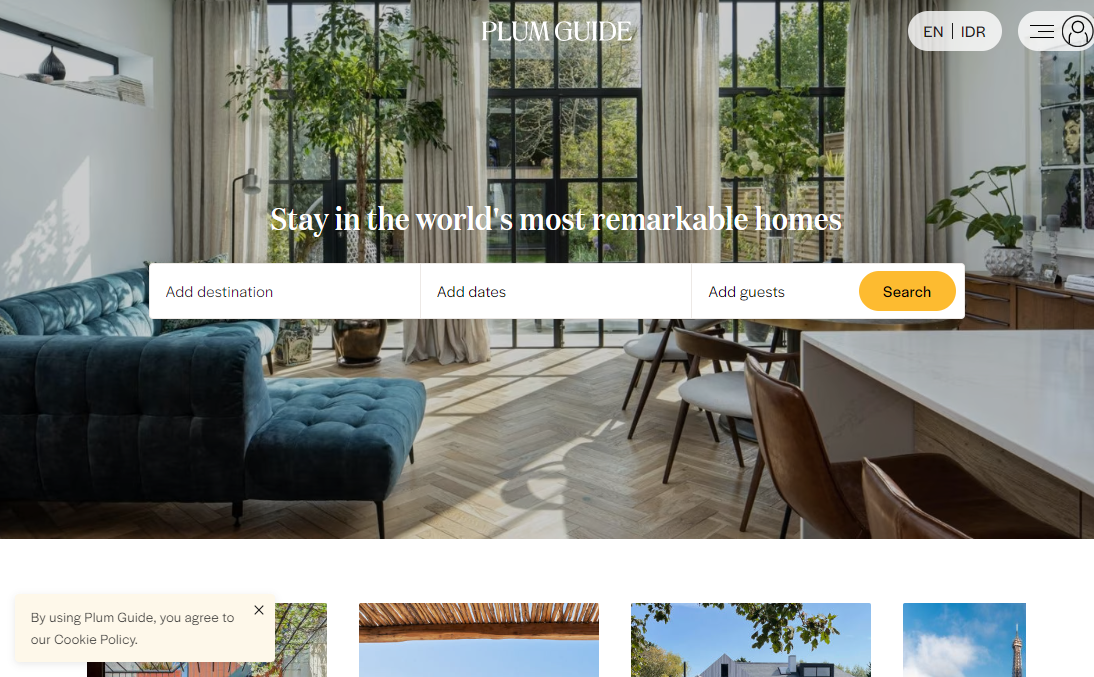 PLUM GUIDE
EN | IDR
Stay in the world's most remarkable homes
Add destination
Add dates
Add guests
Search
By using Plum Guide, you agree to
our Cookie Policy.